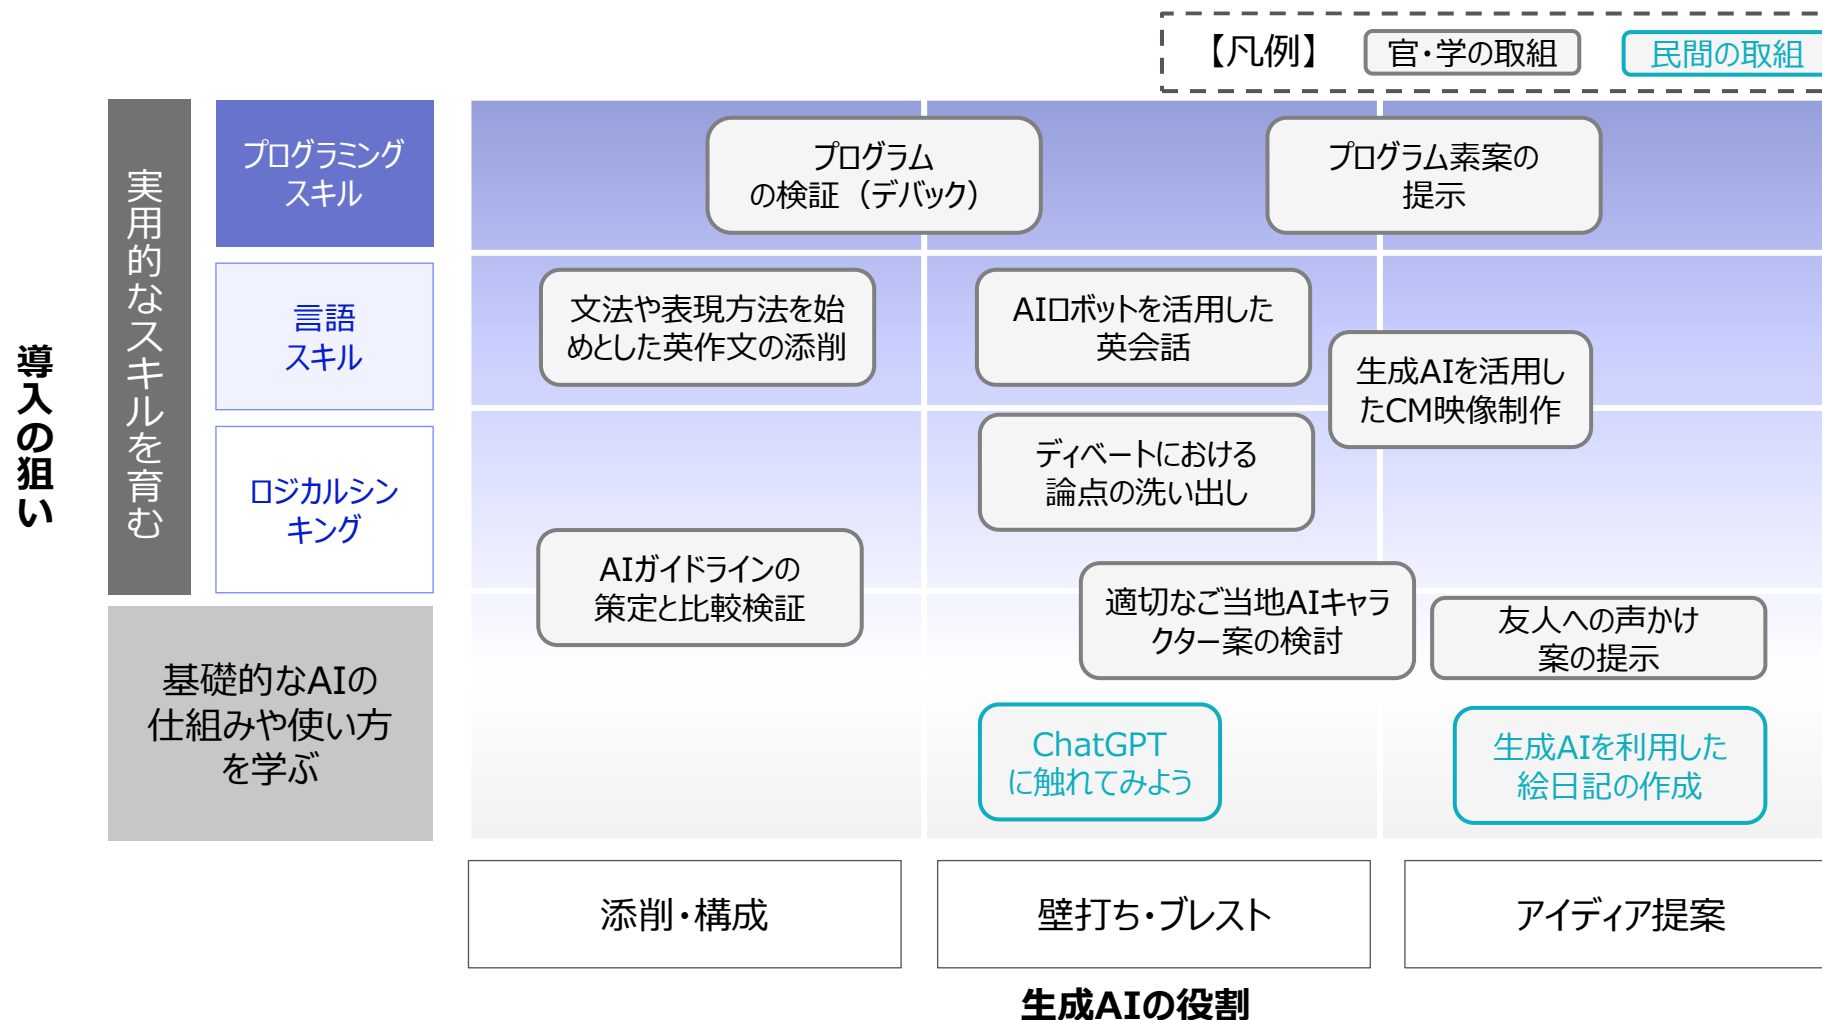 【凡例】
官・学の取組
民間の取組
導入の狙い
実用的なスキルを育む
プログラミング
スキル
プログラム
の検証（デバック）
プログラム素案の
提示
言語
スキル
文法や表現方法を始
めとした英作文の添削
AIロボットを活用した
英会話
生成AIを活用し
たCM映像制作
ロジカルシン
キング
ディベートにおける
論点の洗い出し
AIガイドラインの
策定と比較検証
適切なご当地AIキャラ
クター案の検討
友人への声かけ
案の提示
基礎的なAIの
仕組みや使い方
を学ぶ
ChatGPT
に触れてみよう
生成AIを利用した
絵日記の作成
添削・構成
壁打ち・ブレスト
アイディア提案
生成AIの役割